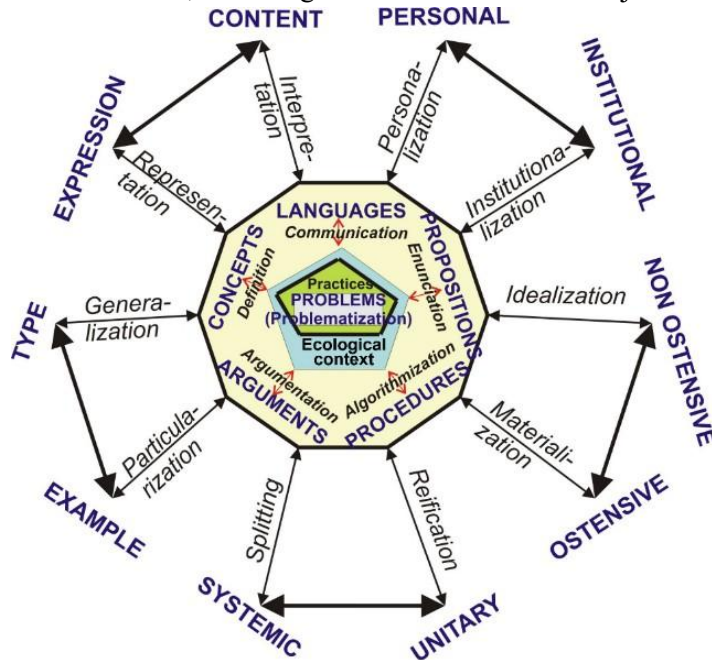 CONTENT
PERSONAL
EXPRESSION
INSTITUTIONAL
Interpre-
tation
Persona-
lization
Represen-
tation
Institutiona-
lization
LANGUAGES
Communication
CONCEPTS
Definition
PROPOSITIONS
Enunciation
Practices
PROBLEMS
(Problematization)
Ecological
context
Argumentation
ARGUMENTS
Algorithmization
PROCEDURES
TYPE
Genera-
lization
Idealization
NON OSTENSIVE
Particula-
rization
EXAMPLE
Materiali-
zation
OSTENSIVE
Splitting
Reification
SYSTEMIC
UNITARY